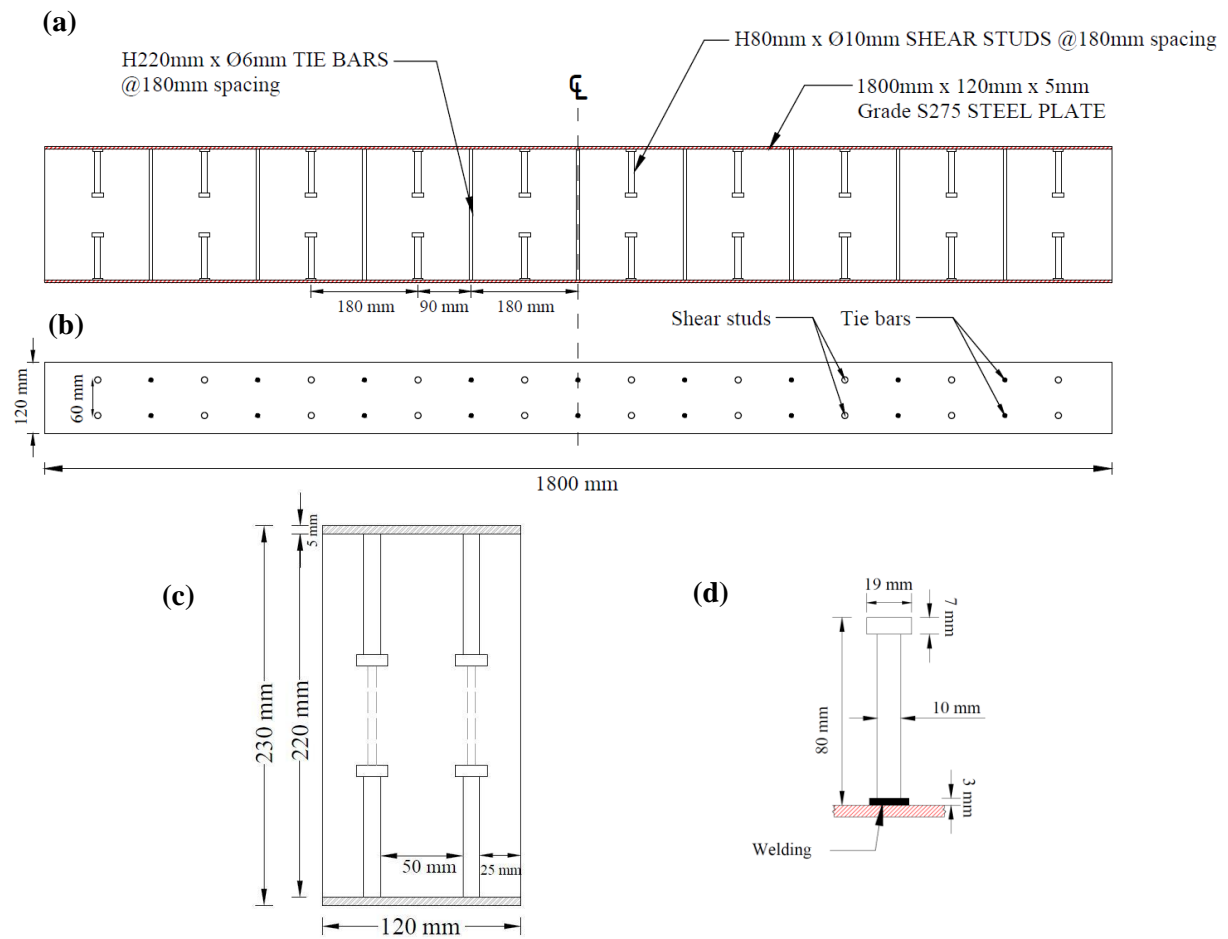 (a)
H220mm x Ø6mm TIE BARS
@180mm spacing
H80mm x Ø10mm SHEAR STUDS @180mm spacing
℄
1800mm x 120mm x 5mm
Grade S275 STEEL PLATE
180 mm
90 mm
180 mm
(b)
Shear studs
Tie bars
120 mm
60 mm
1800 mm
(c)
5 mm
230 mm
220 mm
50 mm
25 mm
120 mm
(d)
19 mm
7 mm
80 mm
10 mm
3 mm
Welding